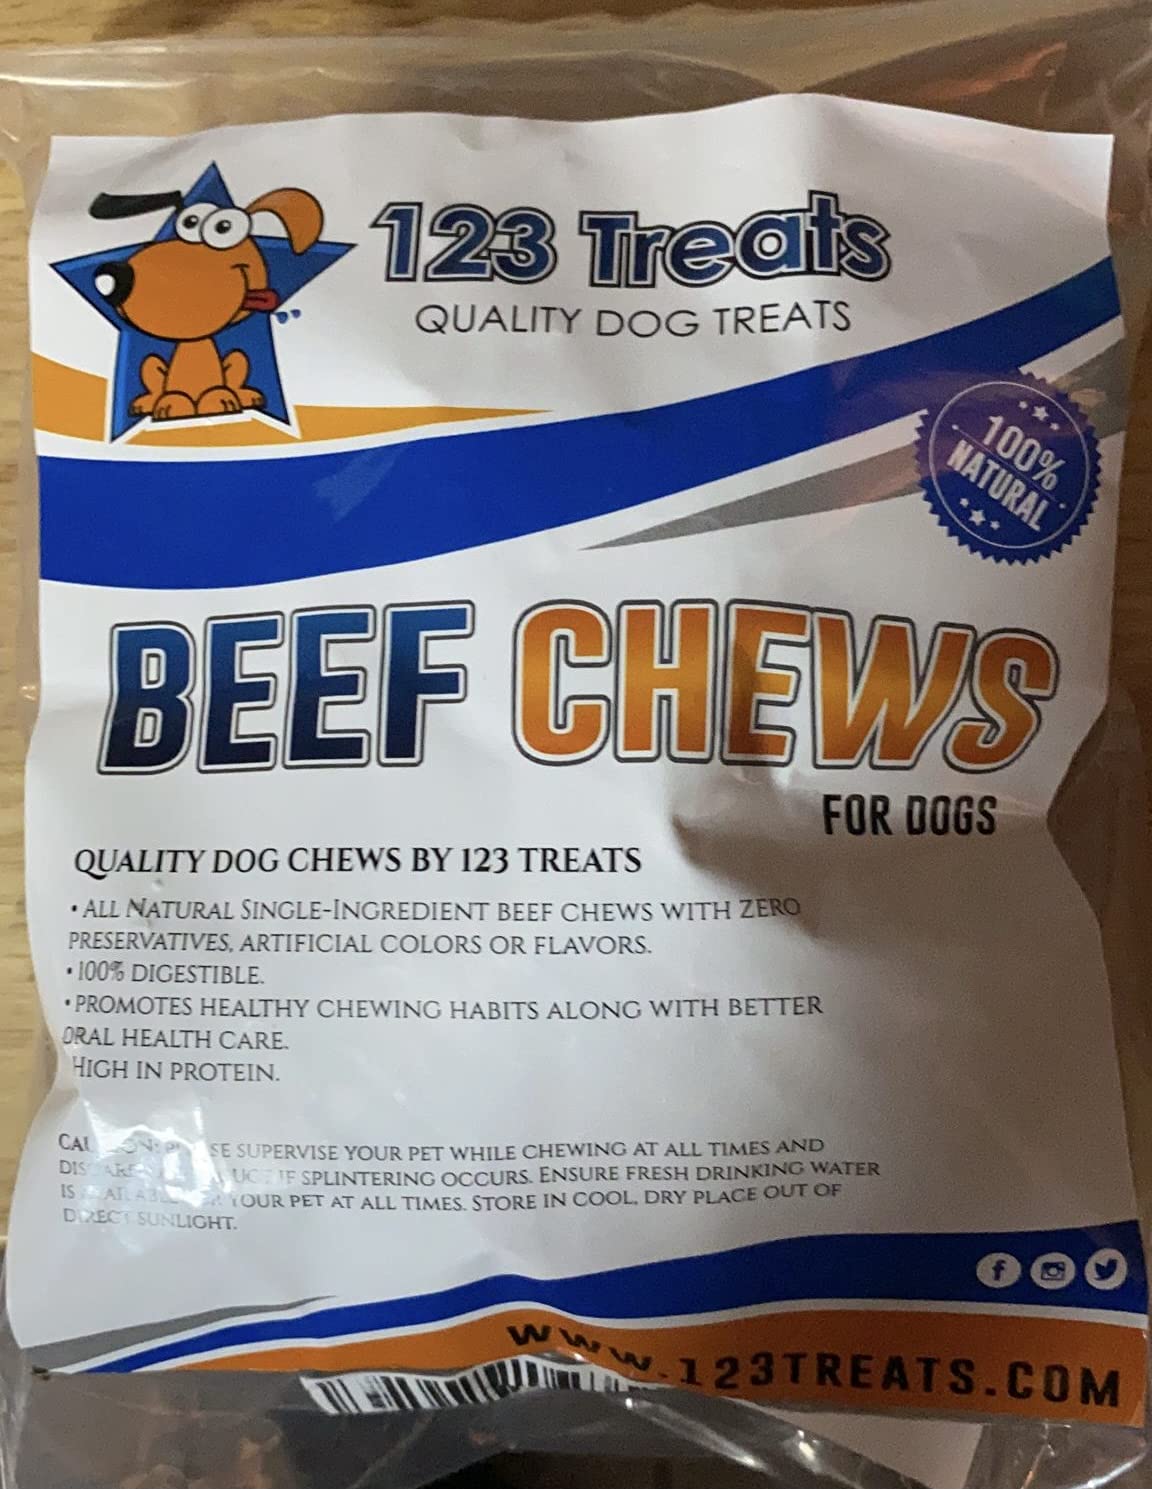 123 Treats
QUALITY DOG TREATS
100%
NATURAL
BEEF CHEWS
FOR DOGS
QUALITY DOG CHEWS BY 123 TREATS
• ALL NATURAL SINGLE-INGREDIENT BEEF CHEWS WITH ZERO
PRESERVATIVES, ARTIFICIAL COLORS OR FLAVORS.
• 100% DIGESTIBLE.
• PROMOTES HEALTHY CHEWING HABITS ALONG WITH BETTER
ORAL HEALTH CARE.
HIGH IN PROTEIN.
SUPERVISE YOUR PET WHILE CHEWING AT ALL TIMES AND
IF SPLINTERING OCCURS. ENSURE FRESH DRINKING WATER
IS YOUR PET AT ALL TIMES. STORE IN COOL, DRY PLACE OUT OF
DIRECT SUNLIGHT.
WWW.123TREATS.COM